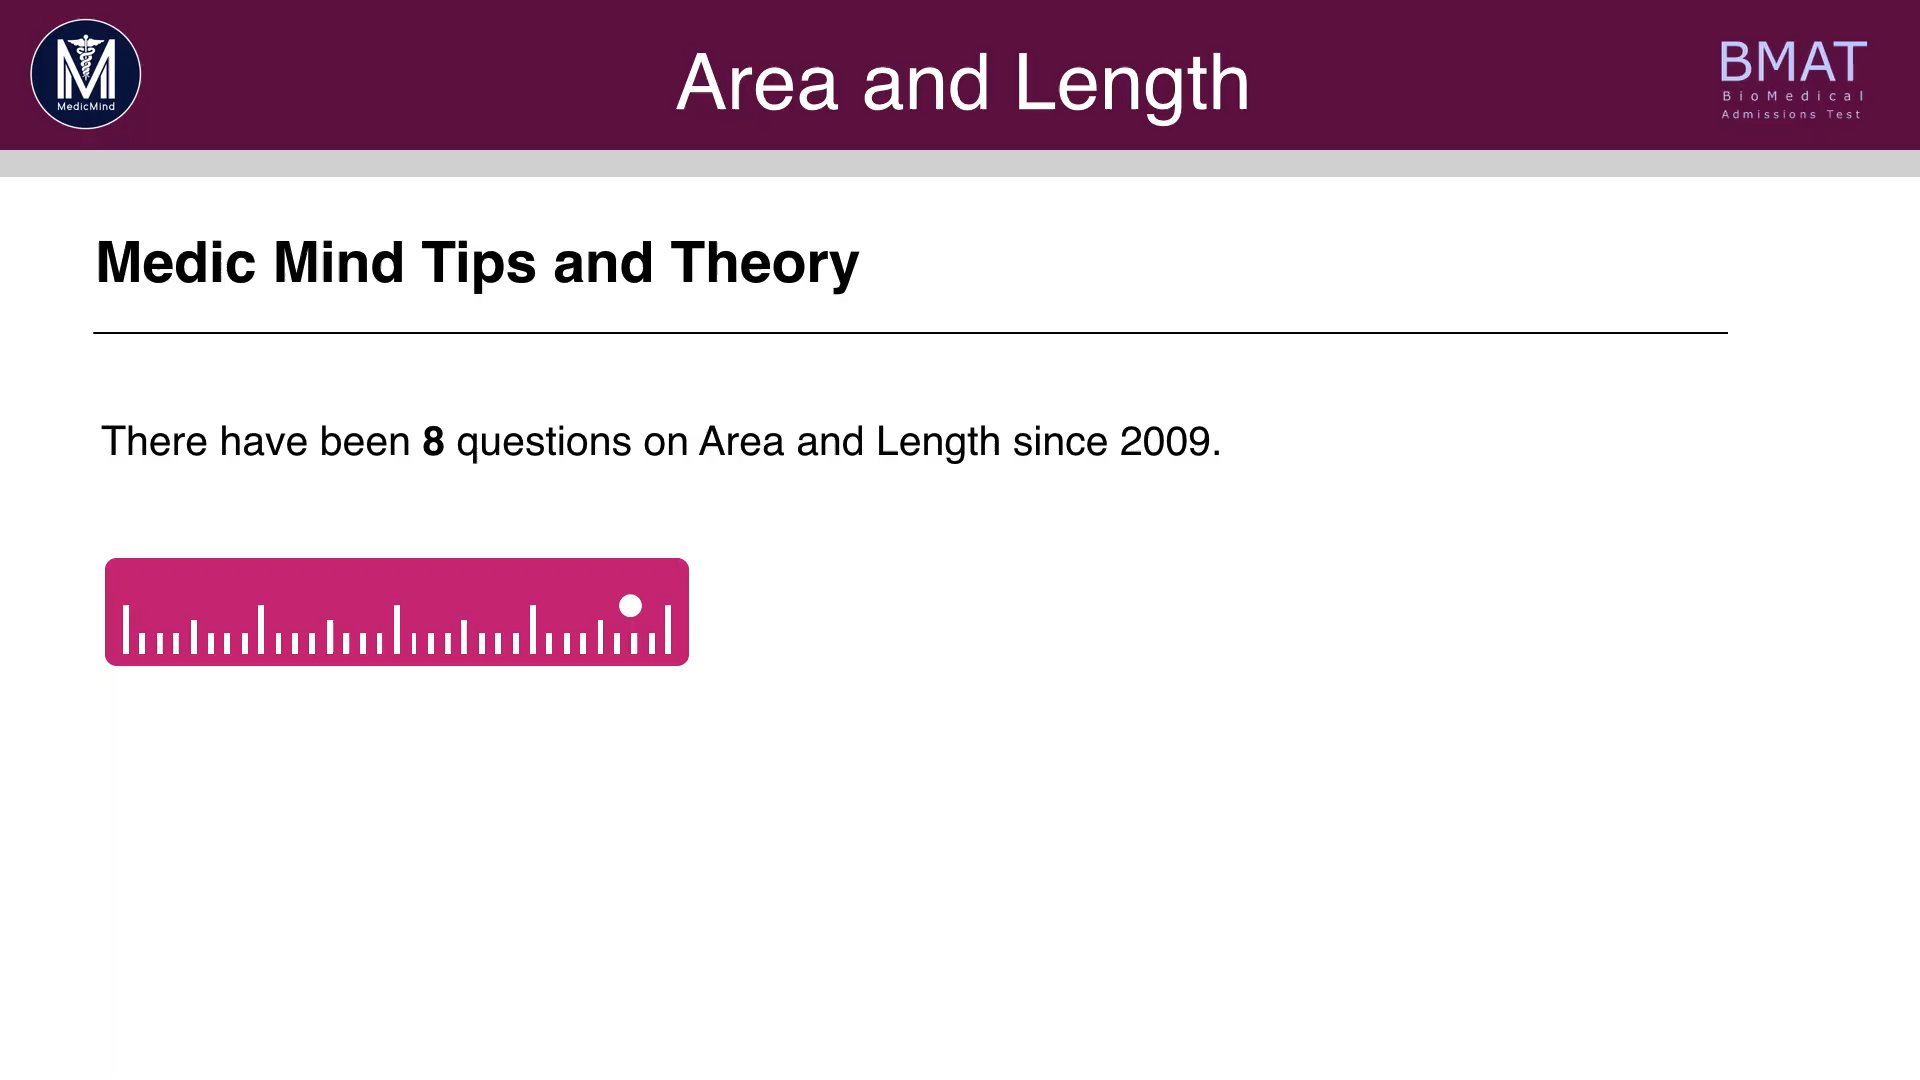 MedicMind
Area and Length
BMAT
BioMedical
Admissions Test
Medic Mind Tips and Theory
There have been 8 questions on Area and Length since 2009.